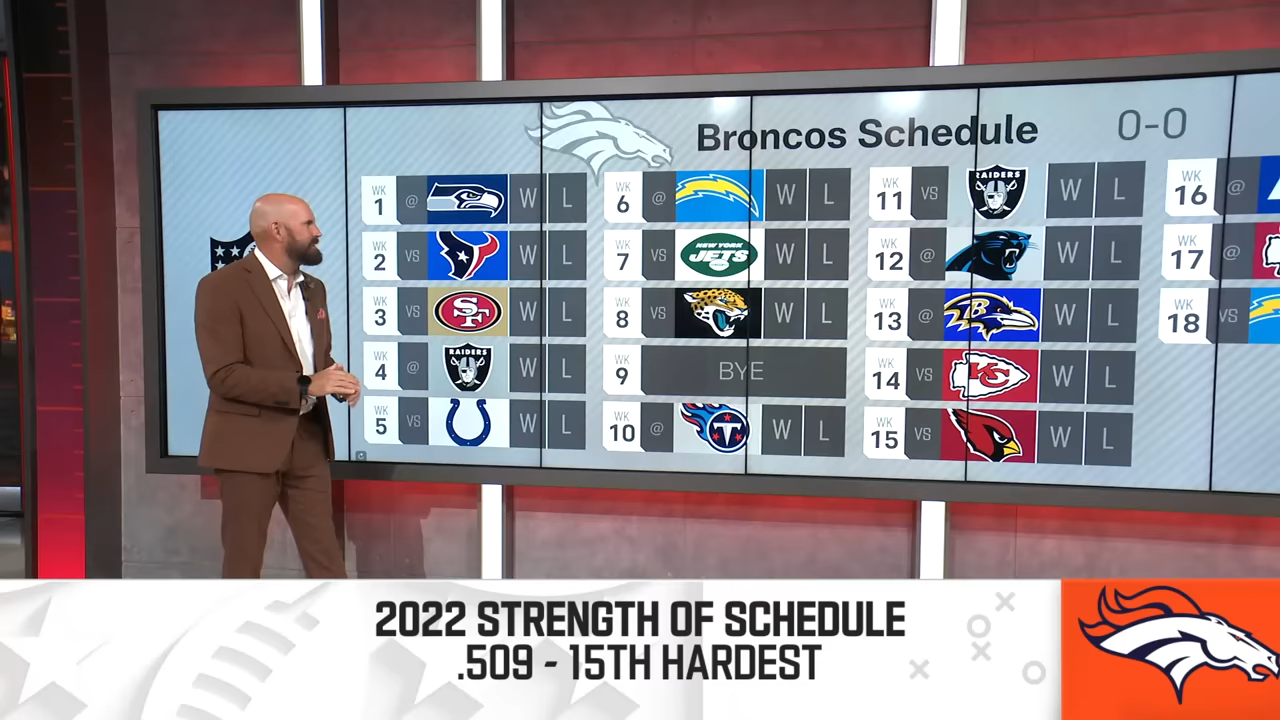 Broncos Schedule 0-0
WK 1 @ W L
WK 2 VS W L
WK 3 VS SF W L
WK 4 @ RAIDERS W L
WK 5 VS W L
WK 6 @ W L
WK 7 VS NEW YORK JETS W L
WK 8 VS W L
WK 9 BYE
WK 10 @ T W L
WK 11 VS RAIDERS W L
WK 12 @ W L
WK 13 @ B W L
WK 14 VS KC W L
WK 15 VS W L
WK 16 @
WK 17 @
WK 18 VS
2022 STRENGTH OF SCHEDULE
.509 - 15TH HARDEST